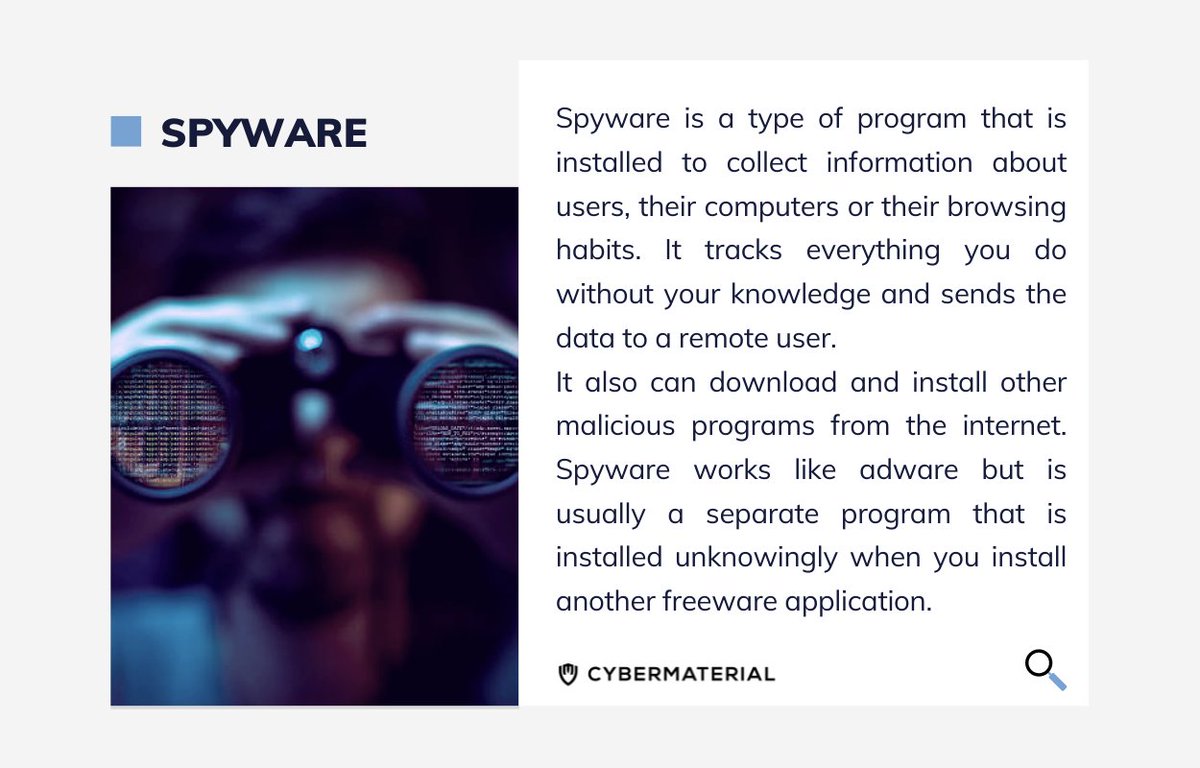 SPYWARE
Spyware is a type of program that is
installed to collect information about
users, their computers or their browsing
habits. It tracks everything you do
without your knowledge and sends the
data to a remote user.
It also can download and install other
malicious programs from the internet.
Spyware works like adware but is
usually a separate program that is
installed unknowingly when you install
another freeware application.
CYBERMATERIAL